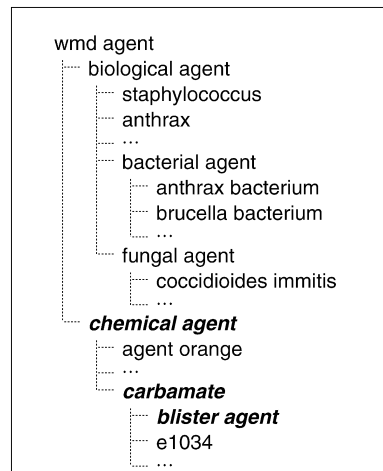 wmd agent
biological agent
staphylococcus
anthrax
...
bacterial agent
anthrax bacterium
brucella bacterium
...
fungal agent
coccidioides immitis
...
chemical agent
agent orange
...
carbamate
blister agent
e1034
...